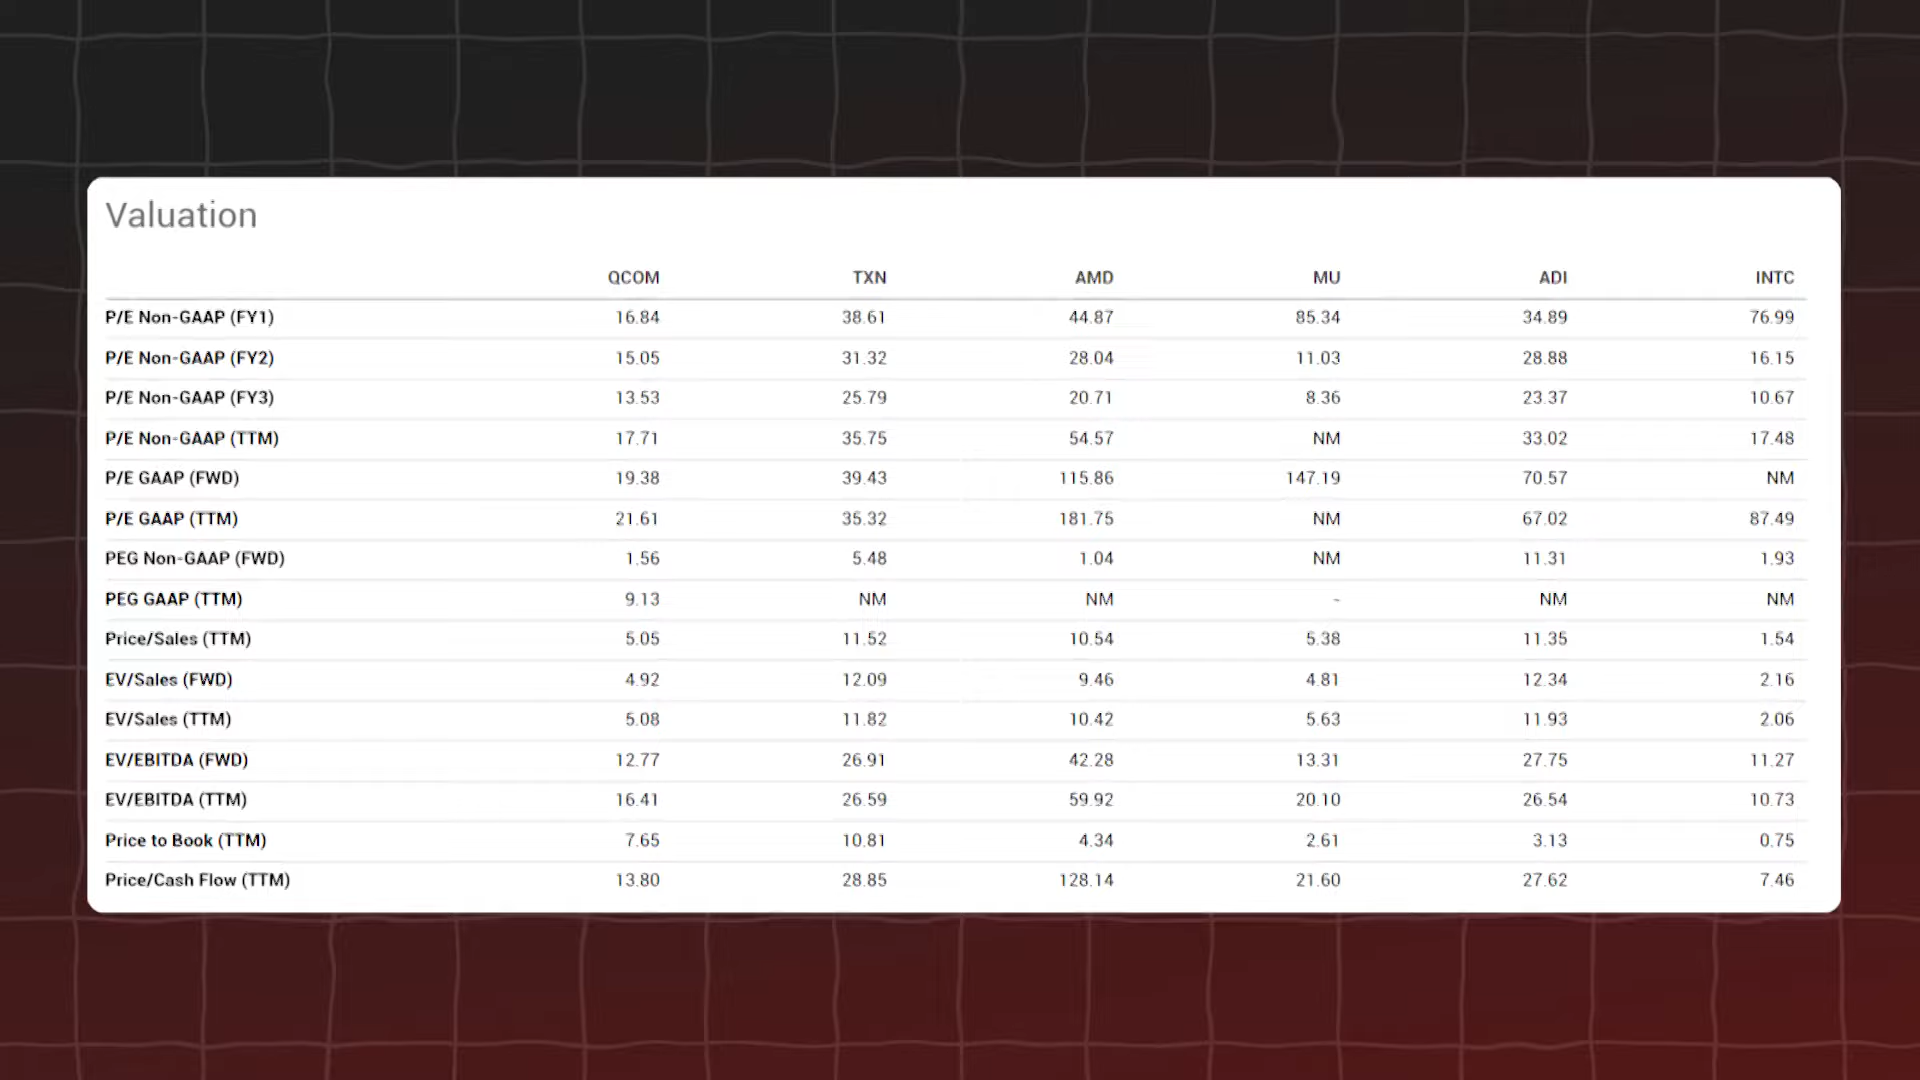 Valuation
QCOM TXN AMD MU ADI INTC
P/E Non-GAAP (FY1) 16.84 38.61 44.87 85.34 34.89 76.99
P/E Non-GAAP (FY2) 15.05 31.32 28.04 11.03 28.88 16.15
P/E Non-GAAP (FY3) 13.53 25.79 20.71 8.36 23.37 10.67
P/E Non-GAAP (TTM) 17.71 35.75 54.57 NM 33.02 17.48
P/E GAAP (FWD) 19.38 39.43 115.86 147.19 70.57 NM
P/E GAAP (TTM) 21.61 35.32 181.75 NM 67.02 87.49
PEG Non-GAAP (FWD) 1.56 5.48 1.04 NM 11.31 1.93
PEG GAAP (TTM) 9.13 NM NM - NM NM
Price/Sales (TTM) 5.05 11.52 10.54 5.38 11.35 1.54
EV/Sales (FWD) 4.92 12.09 9.46 4.81 12.34 2.16
EV/Sales (TTM) 5.08 11.82 10.42 5.63 11.93 2.06
EV/EBITDA (FWD) 12.77 26.91 42.28 13.31 27.75 11.27
EV/EBITDA (TTM) 16.41 26.59 59.92 20.10 26.54 10.73
Price to Book (TTM) 7.65 10.81 4.34 2.61 3.13 0.75
Price/Cash Flow (TTM) 13.80 28.85 128.14 21.60 27.62 7.46